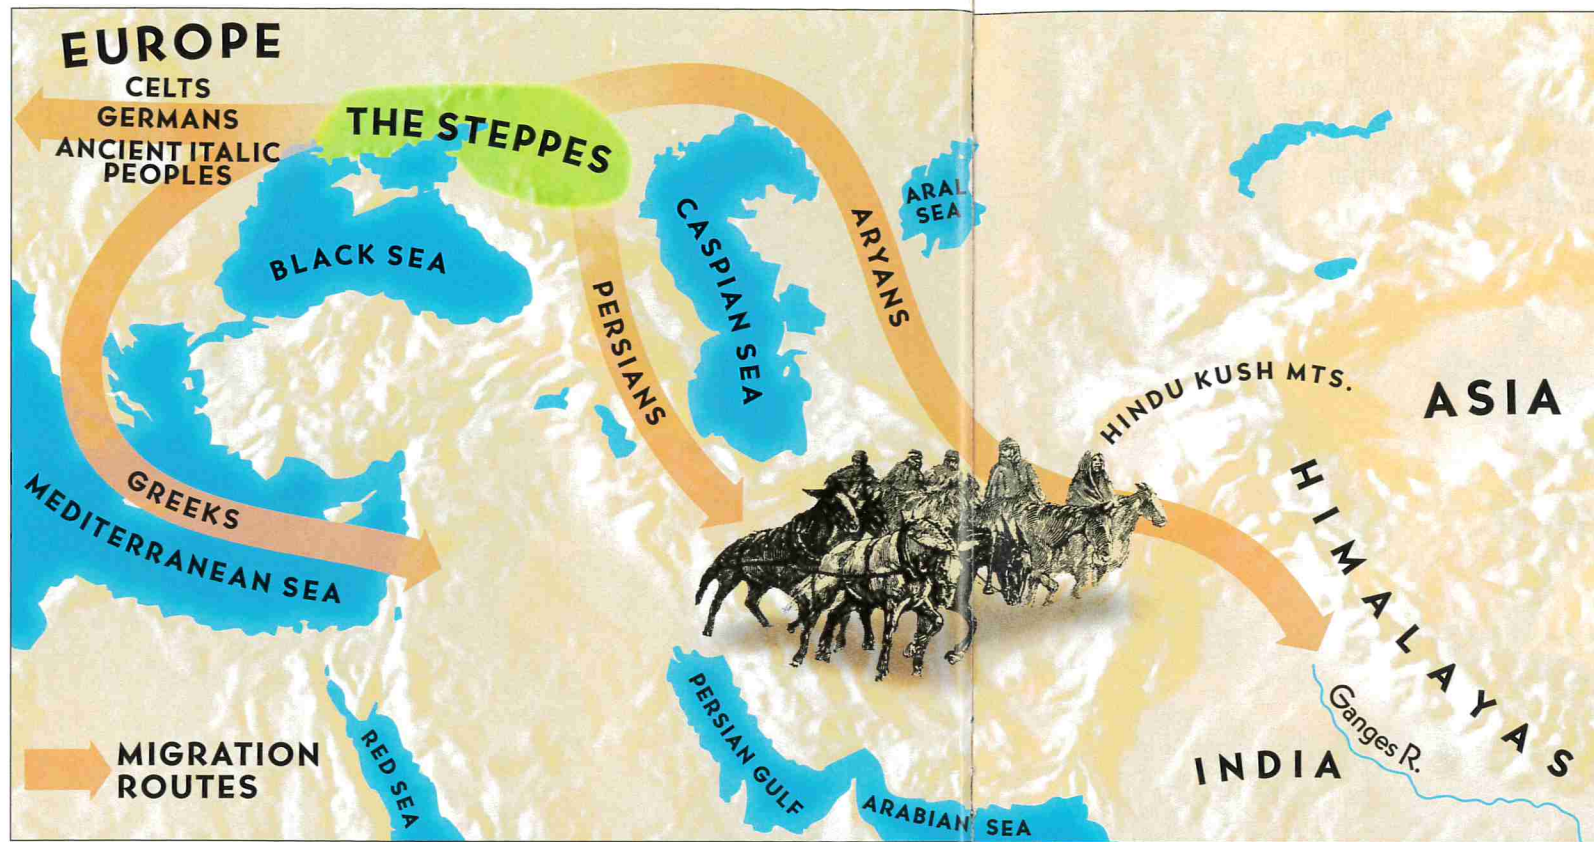 EUROPE
CELTS
GERMANS
ANCIENT ITALIC
PEOPLES
THE STEPPES
BLACK SEA
CASPIAN SEA
ARAL
SEA
ARYANS
PERSIANS
HINDU KUSH MTS.
ASIA
HIMALAYAS
GREEKS
MEDITERRANEAN SEA
MIGRATION
ROUTES
RED SEA
PERSIAN GULF
ARABIAN SEA
INDIA
Ganges R.